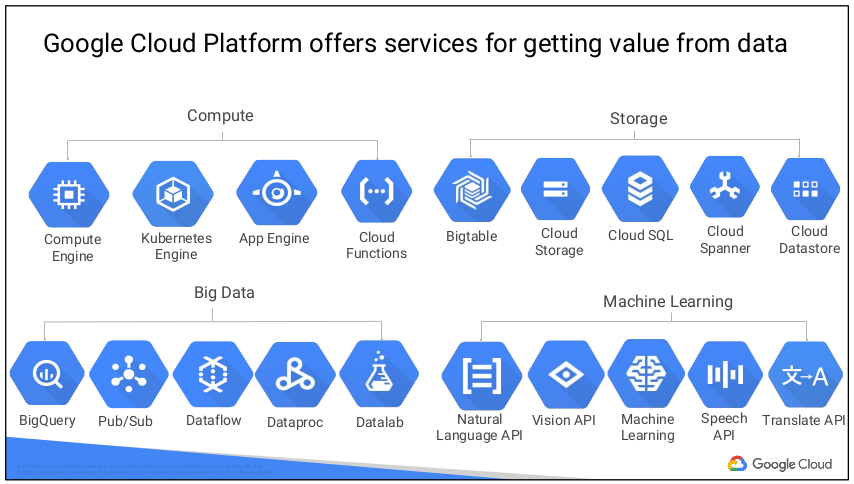 Google Cloud Platform offers services for getting value from data
Compute
Storage
Compute
Engine
Kubernetes
Engine
App Engine
Cloud
Functions
Bigtable
Cloud
Storage
Cloud SQL
Cloud
Spanner
Cloud
Datastore
Big Data
Machine Learning
BigQuery
Pub/Sub
Dataflow
Dataproc
Datalab
文→A
Natural
Language API
Vision API
Machine
Learning
Speech
API
Translate API
Google Cloud